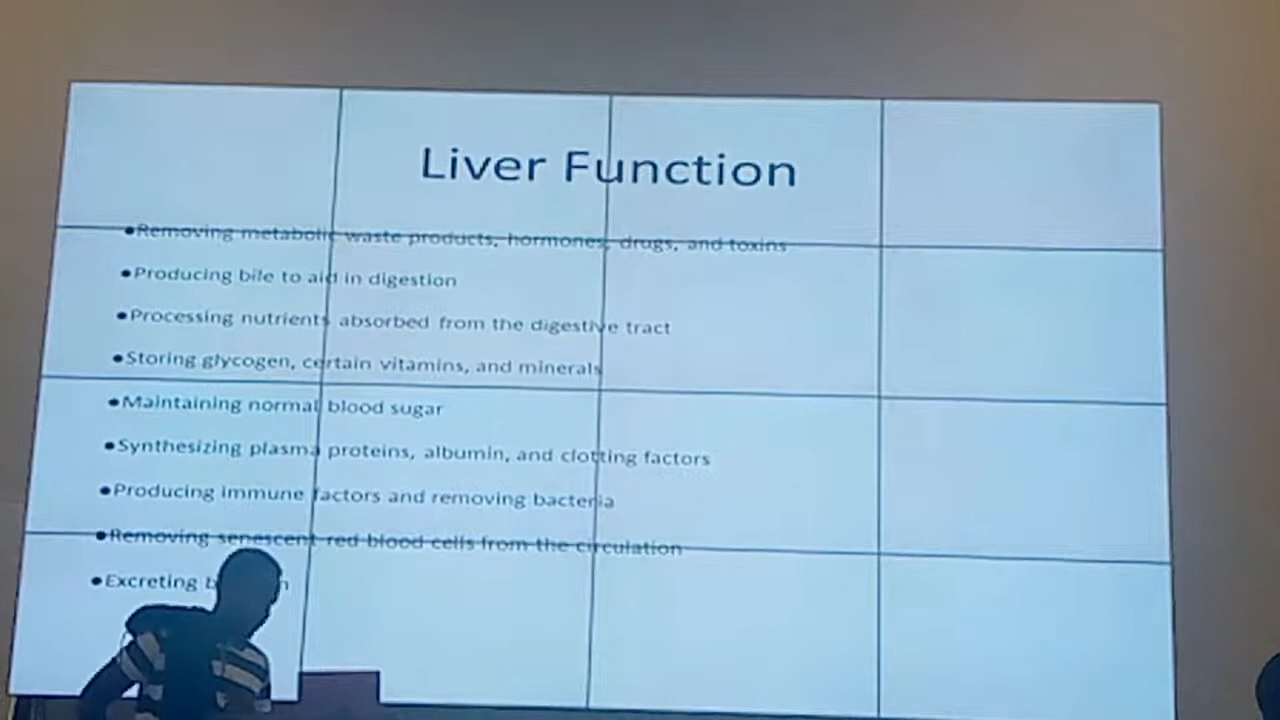 Liver Function
•Removing metabolic waste products, hormones, drugs, and toxins
•Producing bile to aid in digestion
•Processing nutrients absorbed from the digestive tract
•Storing glycogen, certain vitamins, and minerals
•Maintaining normal blood sugar
•Synthesizing plasma proteins, albumin, and clotting factors
•Producing immune factors and removing bacteria
•Removing senescent red blood cells from the circulation
•Excreting